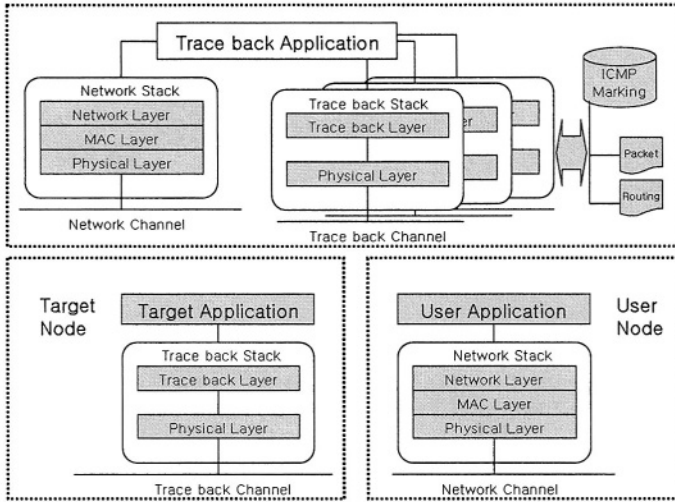 Trace back Application
Network Stack
Network Layer
MAC Layer
Physical Layer
Network Channel
Trace back Stack
Trace back Layer
Physical Layer
Trace back Channel
ICMP
Marking
Packet
Routing
Target
Node
Target Application
Trace back Stack
Trace back Layer
Physical Layer
Trace back Channel
User Application
User
Node
Network Stack
Network Layer
MAC Layer
Physical Layer
Network Channel